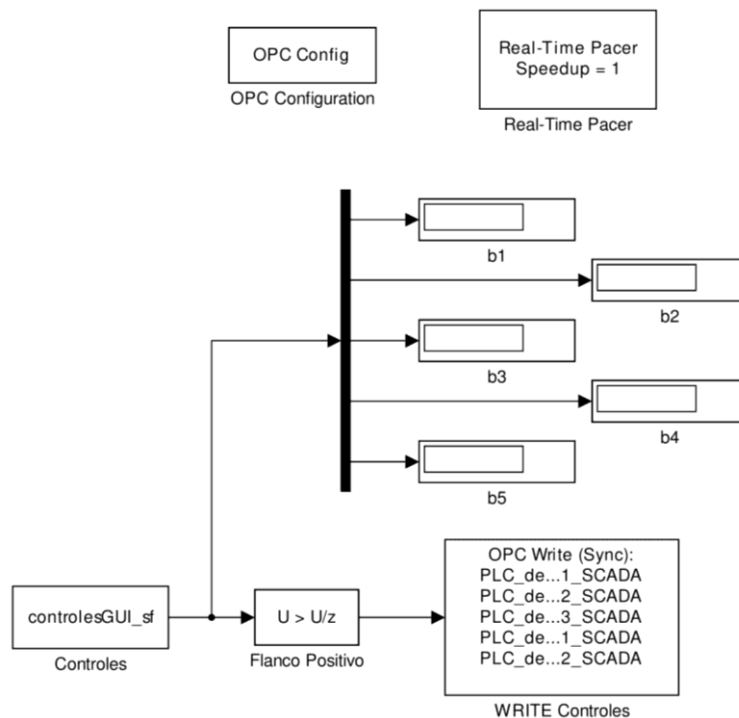 OPC Config
OPC Configuration
Real-Time Pacer
Speedup = 1
Real-Time Pacer
b1
b2
b3
b4
b5
controlesGUI_sf
Controles
U > U/z
Flanco Positivo
OPC Write (Sync):
PLC_de...1_SCADA
PLC_de...2_SCADA
PLC_de...3_SCADA
PLC_de...1_SCADA
PLC_de...2_SCADA
WRITE Controles